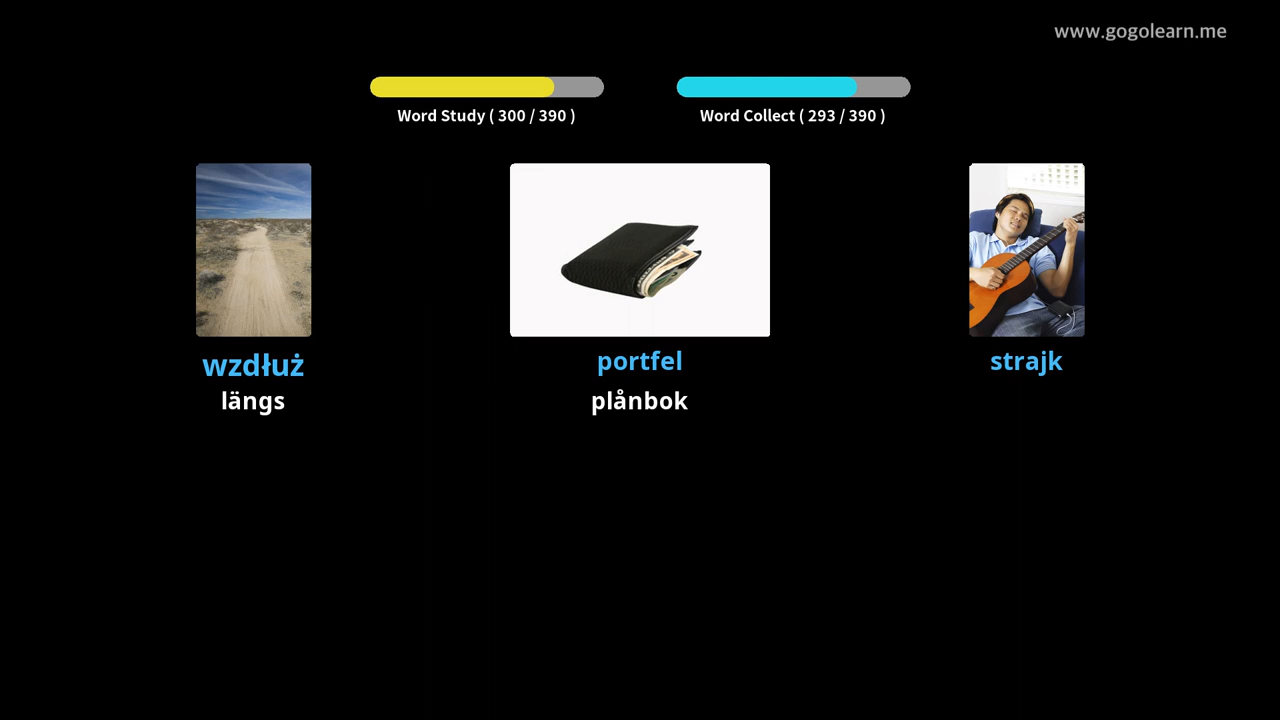 www.gogolearn.me
Word Study ( 300 / 390 )
Word Collect ( 293 / 390 )
wzdłuż
portfel
strajk
längs
plånbok